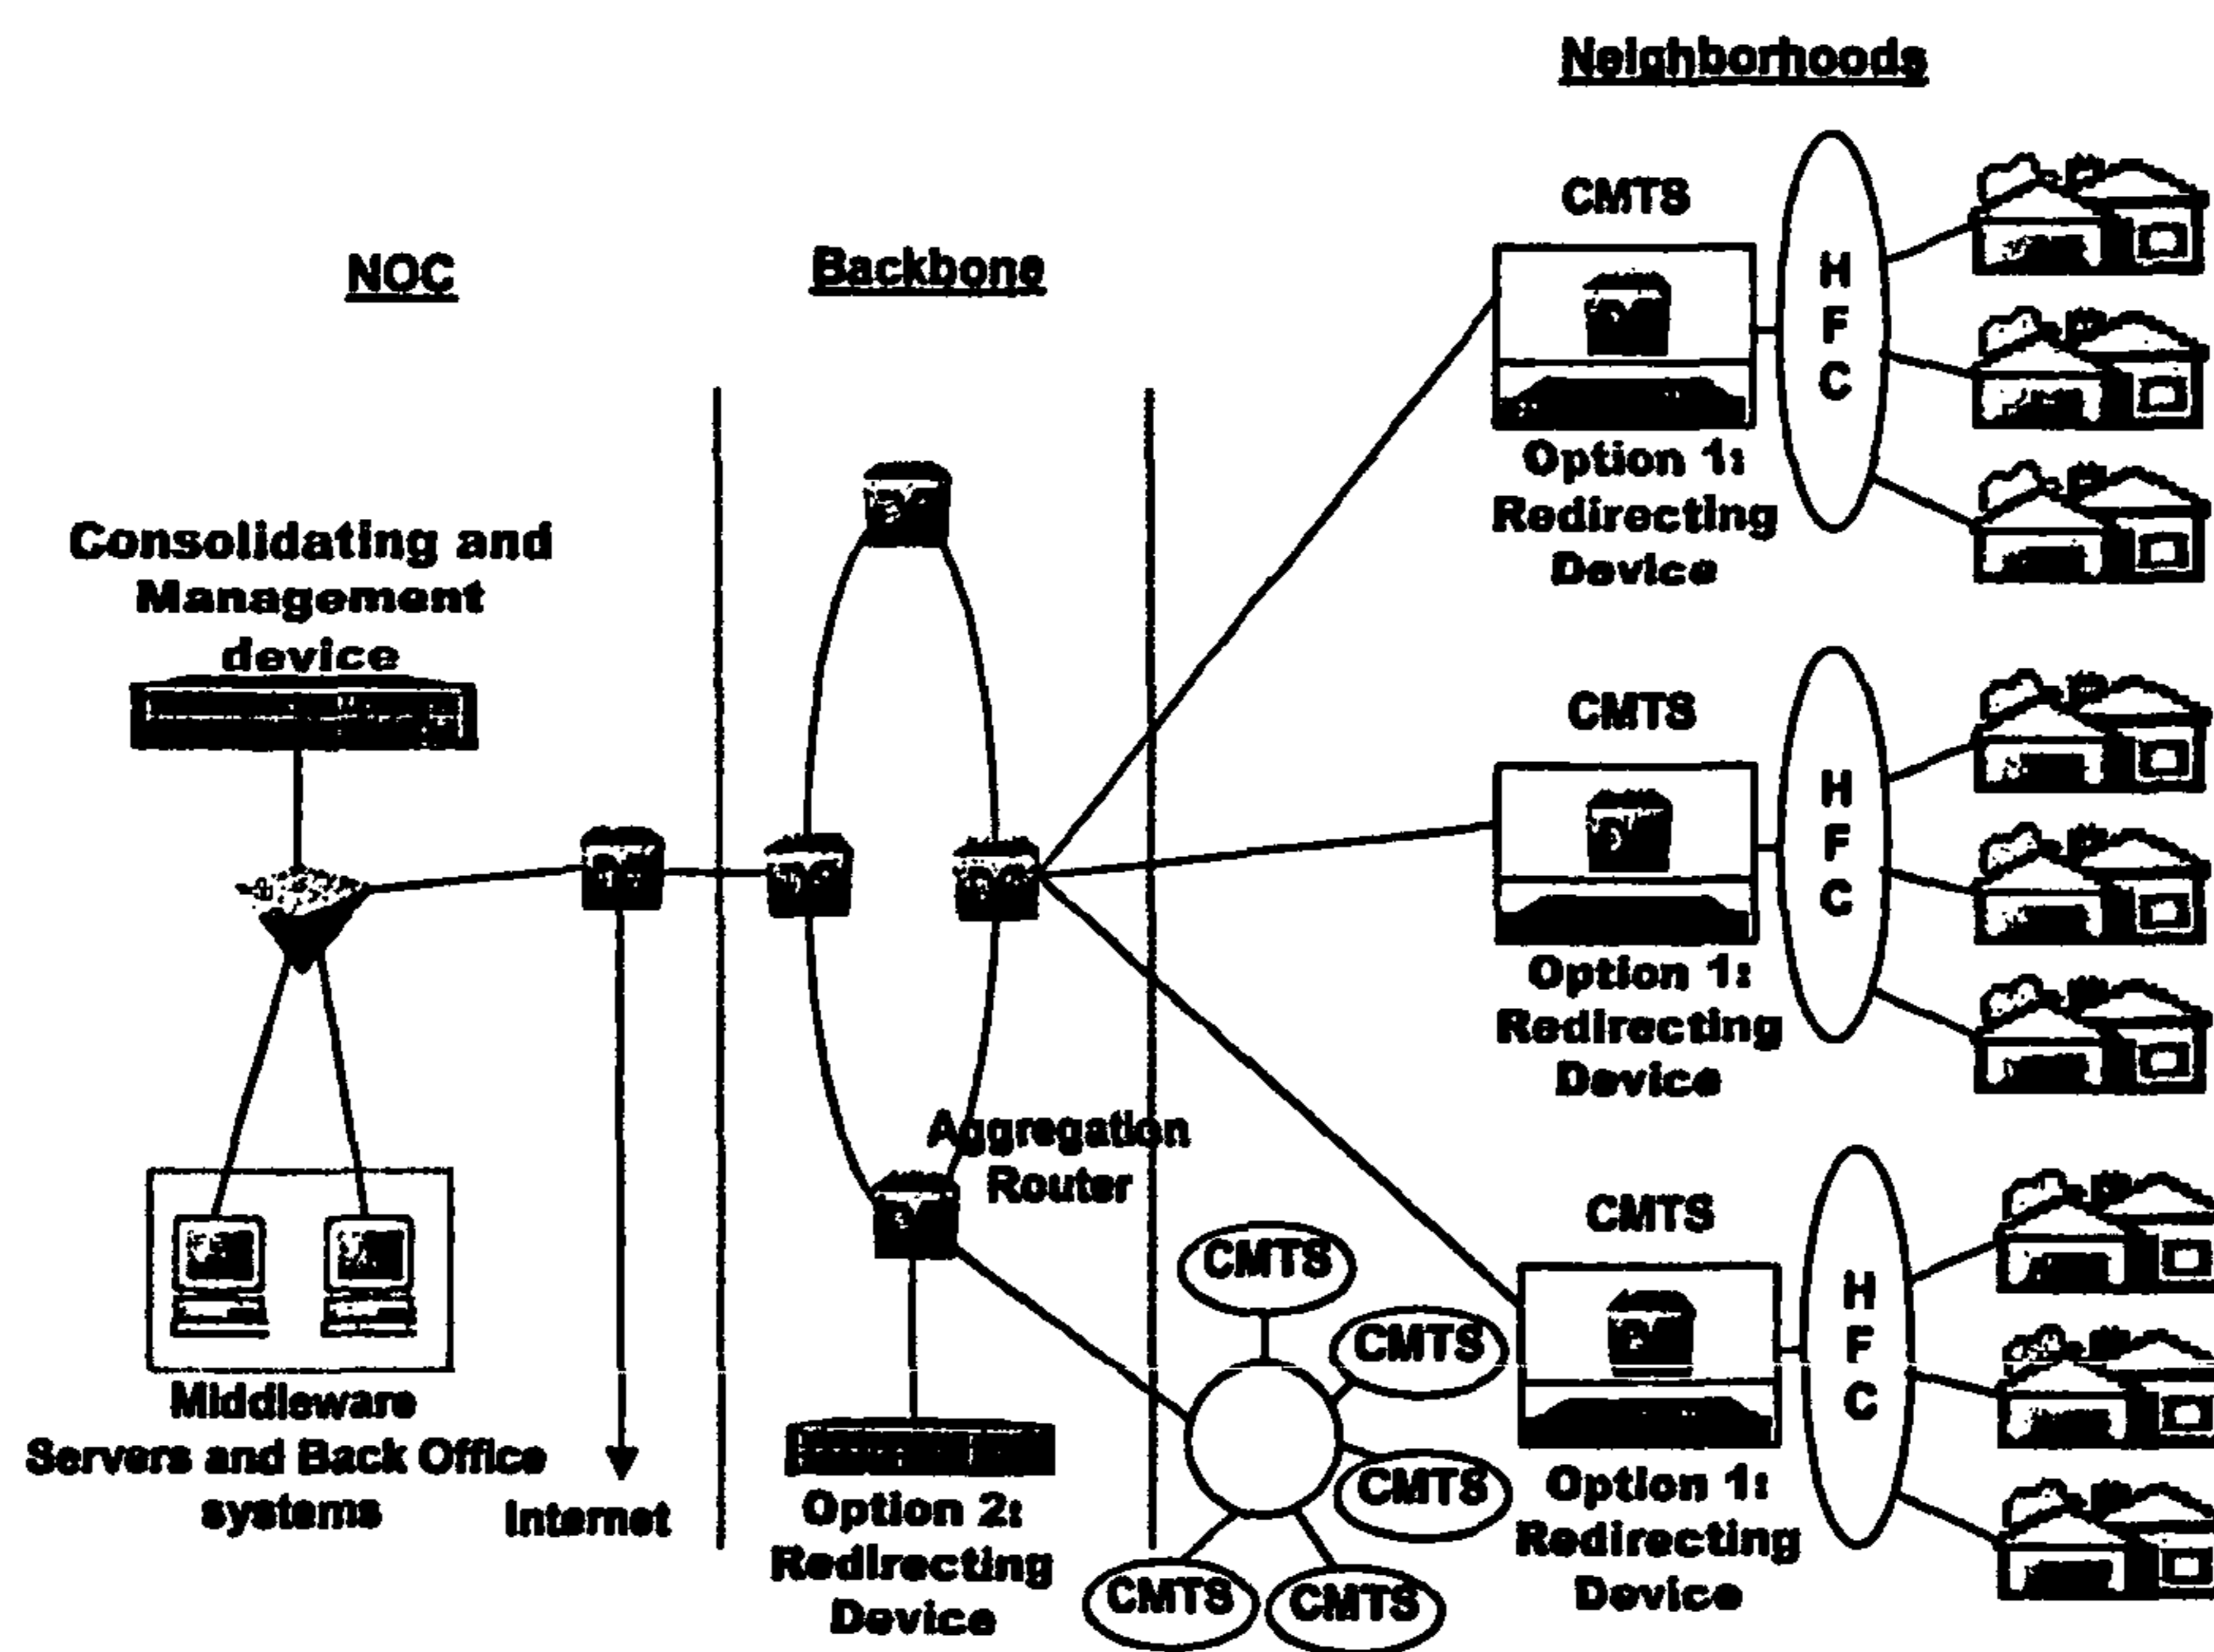 Neighborhoods
NOC
Backbone
CMTS
H
F
C
Option 1:
Redirecting
Device
Consolidating and
Management
device
CMTS
H
F
C
Option 1:
Redirecting
Device
Aggregation
Router
CMTS
H
F
C
Option 1:
Redirecting
Device
CMTS
CMTS
CMTS
CMTS
CMTS
Middleware
Servers and Back Office
systems
Internet
Option 2:
Redirecting
Device